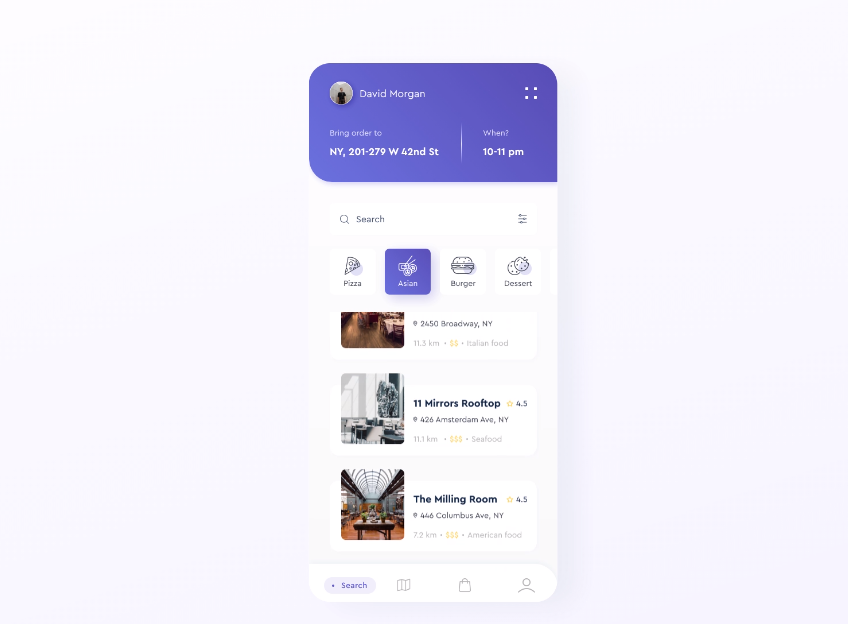 David Morgan
Bring order to
When?
NY, 201-279 W 42nd St
10-11 pm
Search
Pizza
Asian
Burger
Dessert
2450 Broadway, NY
11.3 km • $$ • Italian food
11 Mirrors Rooftop
4.5
426 Amsterdam Ave, NY
11.1 km • $$$ • Seafood
The Milling Room
4.5
446 Columbus Ave, NY
7.2 km • $$$ • American food
• Search